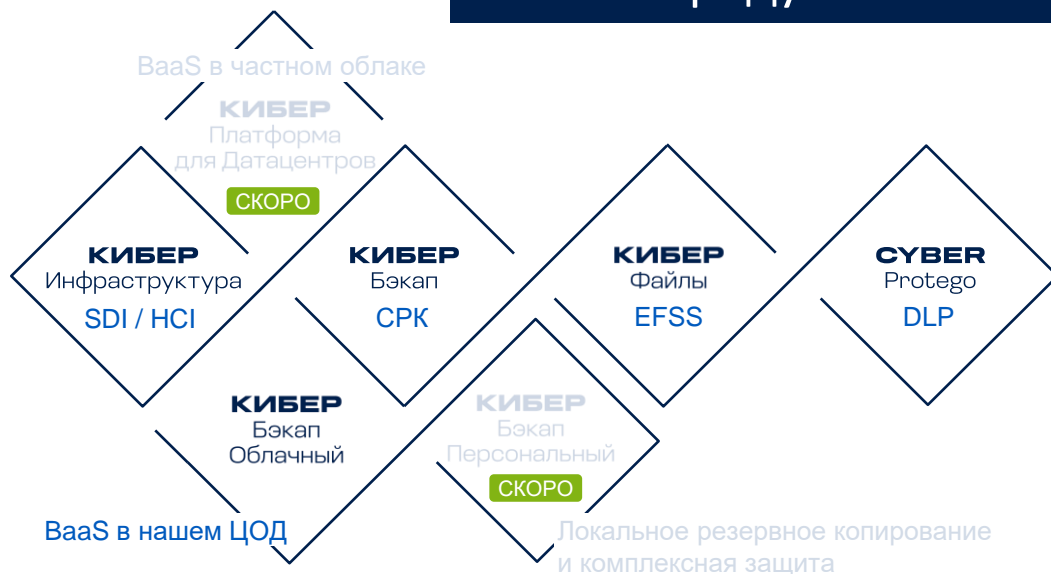 BaaS в частном облаке
КИБЕР
Платформа
для Датацентров
СКОРО
КИБЕР
Инфраструктура
SDI / HCI
КИБЕР
Бэкап
СРК
КИБЕР
Файлы
EFSS
CYBER
Protego
DLP
КИБЕР
Бэкап
Облачный
BaaS в нашем ЦОД
КИБЕР
Бэкап
Персональный
СКОРО
Локальное резервное копирование
и комплексная защита